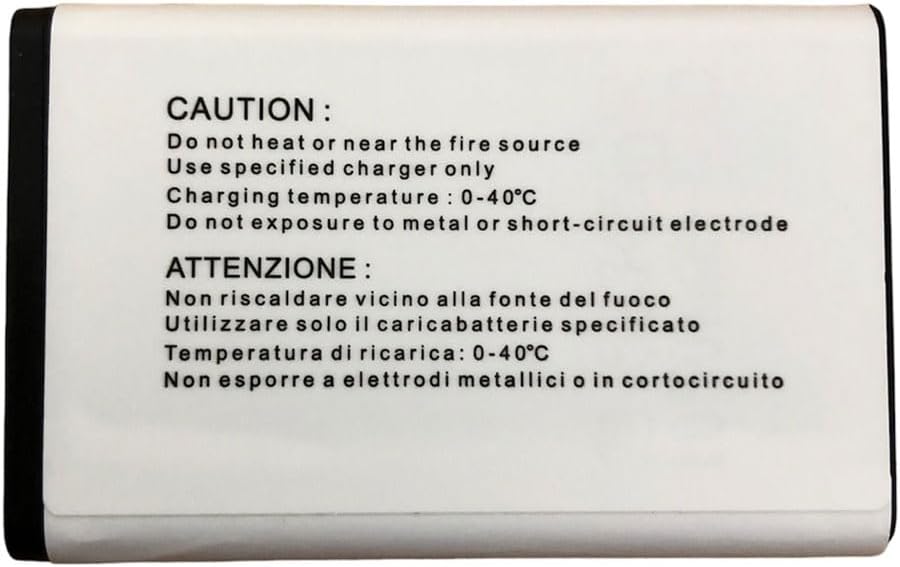 CAUTION :
Do not heat or near the fire source
Use specified charger only
Charging temperature : 0-40°C
Do not exposure to metal or short-circuit electrode
ATTENZIONE :
Non riscaldare vicino alla fonte del fuoco
Utilizzare solo il caricabatterie specificato
Temperatura di ricarica: 0-40°C
Non esporre a elettrodi metallici o in cortocircuito